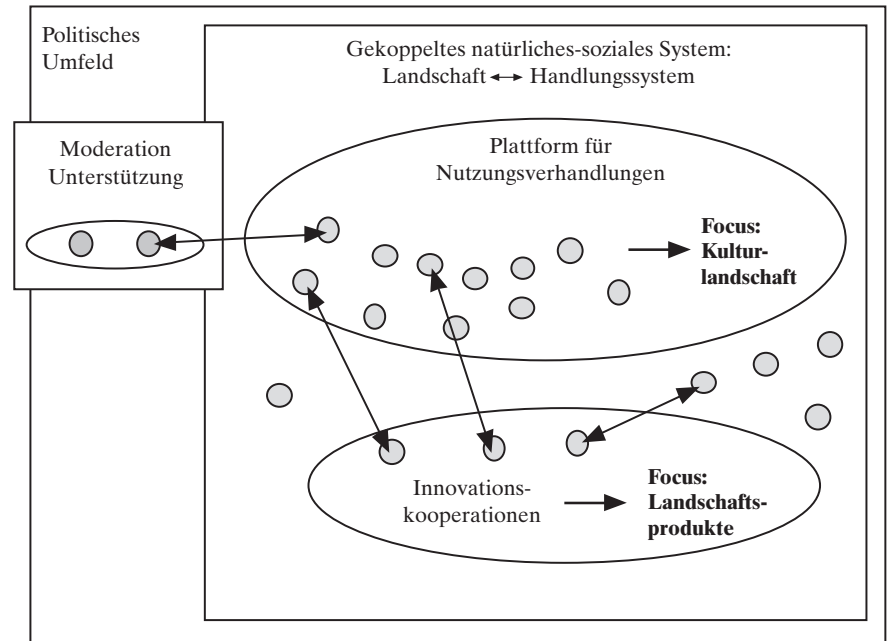 Politisches
Umfeld
Gekoppeltes natürliches-soziales System:
Landschaft ↔ Handlungssystem
Moderation
Unterstützung
Plattform für
Nutzungsverhandlungen
Focus:
Kultur-
landschaft
Innovations-
kooperationen
Focus:
Landschafts-
produkte